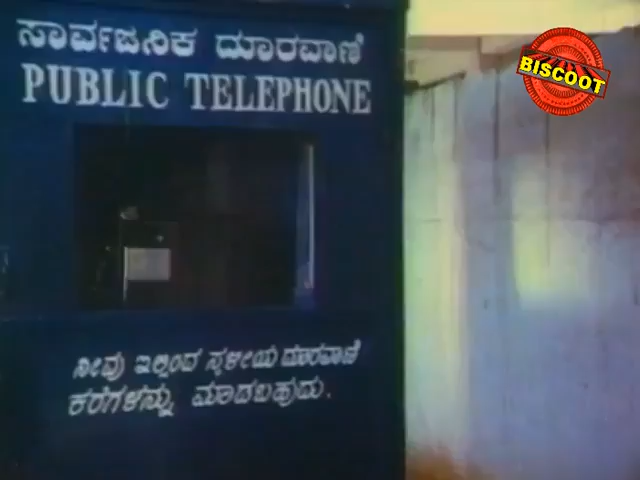 ಸಾರ್ವಜನಿಕ ದೂರವಾಣಿ
PUBLIC TELEPHONE
BISCOOT
ನೀವು ಇಲ್ಲಿಂದ ಸ್ಥಳೀಯ ದೂರವಾಣಿ
ಕರೆಗಳನ್ನು ಮಾಡಬಹುದು.